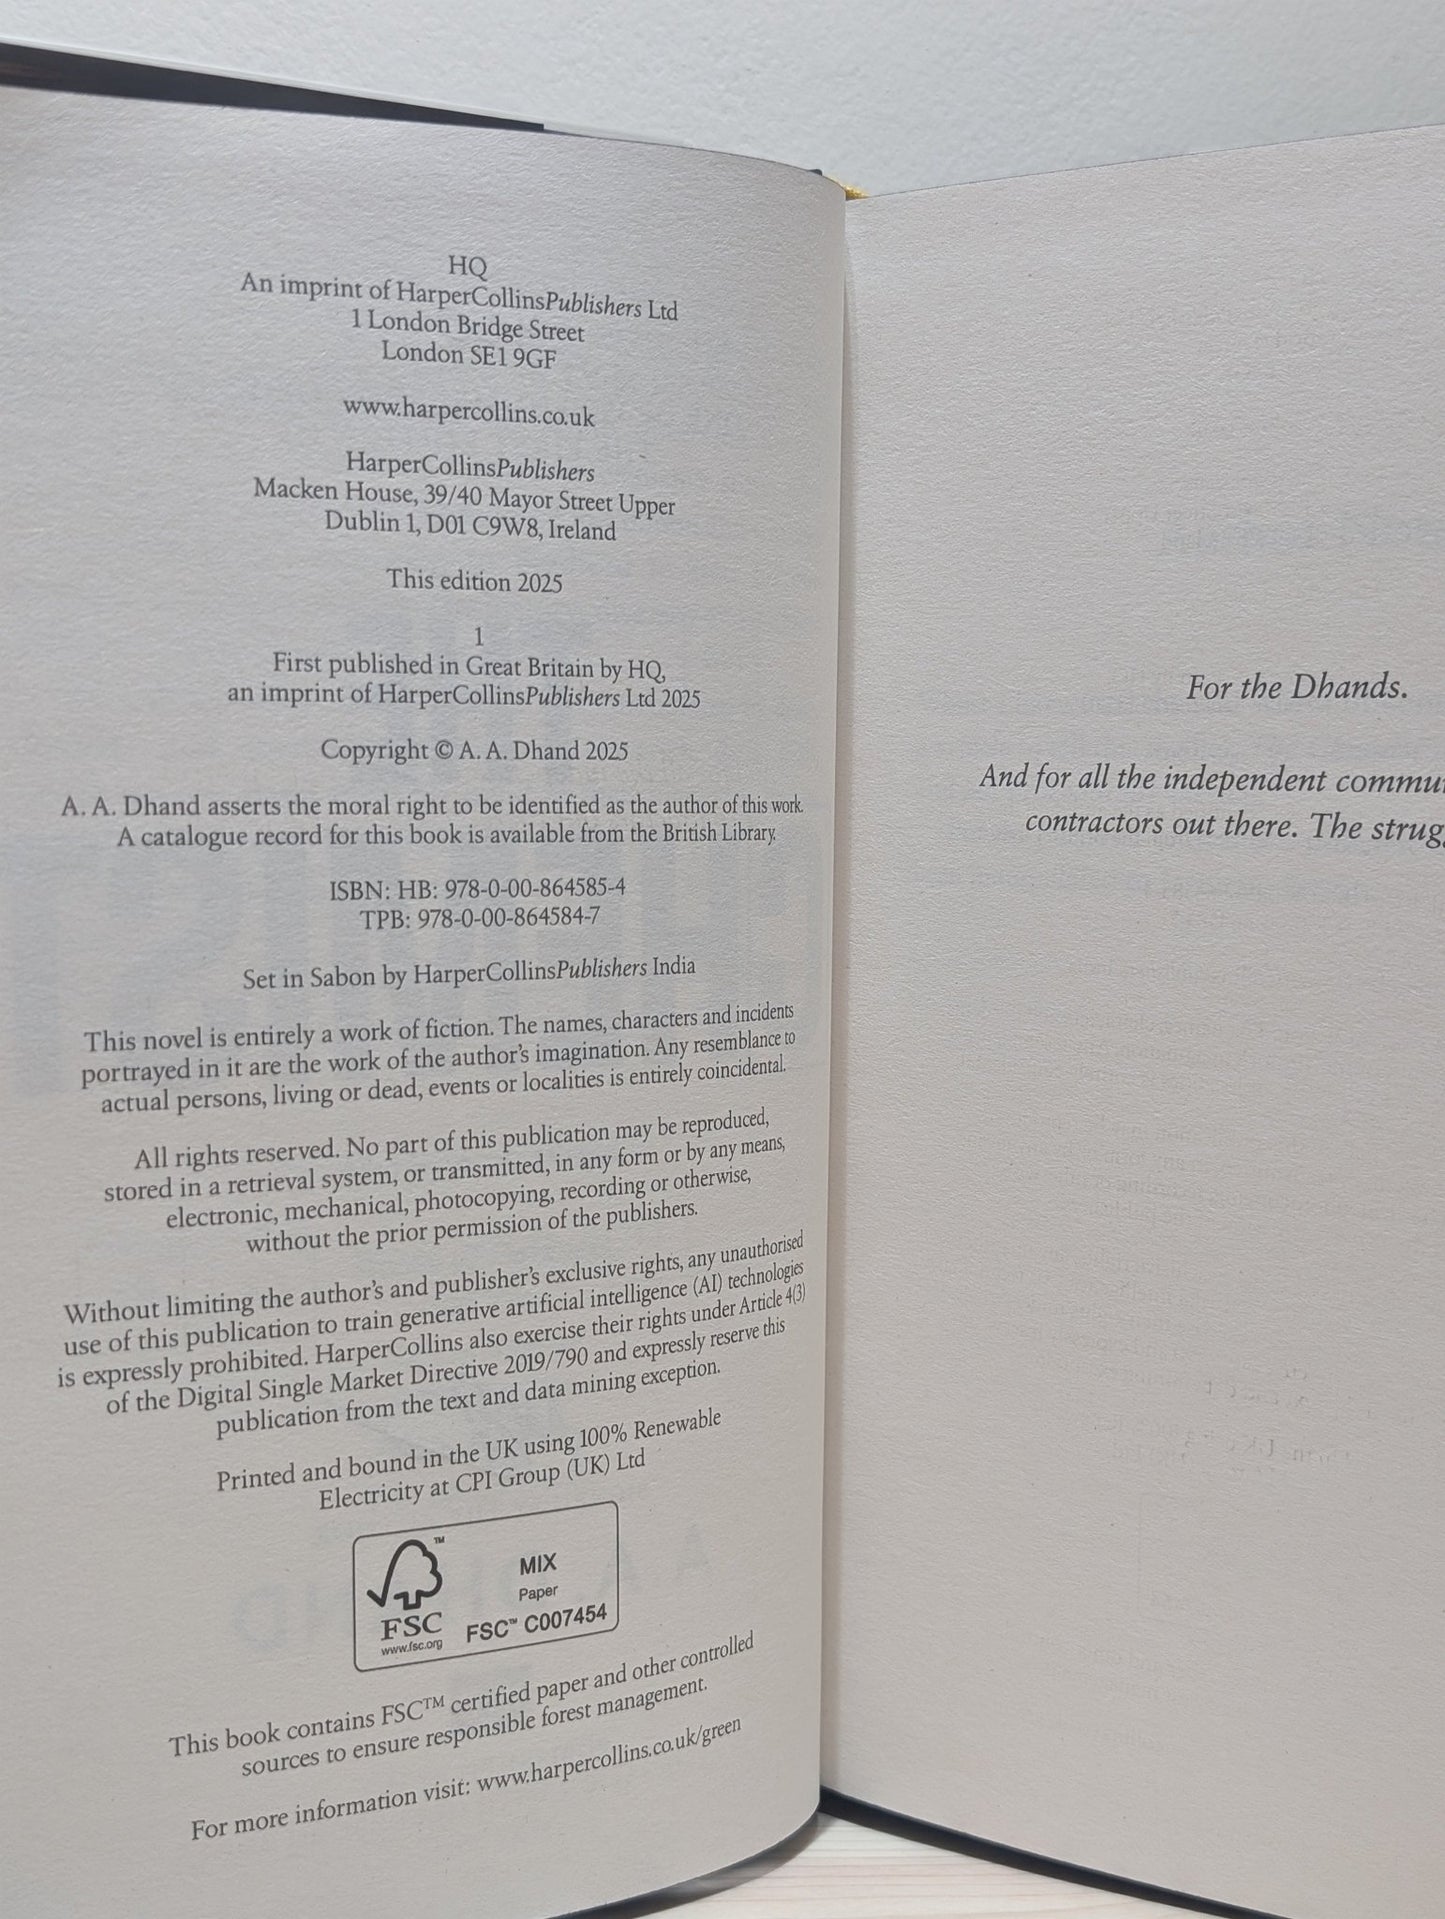 HQ
An imprint of HarperCollinsPublishers Ltd
1 London Bridge Street
London SE1 9GF
www.harpercollins.co.uk
HarperCollinsPublishers
Macken House, 39/40 Mayor Street Upper
Dublin 1, D01 C9W8, Ireland
This edition 2025
1
First published in Great Britain by HQ,
an imprint of HarperCollinsPublishers Ltd 2025
Copyright © A. A. Dhand 2025
A. A. Dhand asserts the moral right to be identified as the author of this work.
A catalogue record for this book is available from the British Library.
ISBN: HB: 978-0-00-864585-4
TPB: 978-0-00-864584-7
Set in Sabon by HarperCollinsPublishers India
This novel is entirely a work of fiction. The names, characters and incidents
portrayed in it are the work of the author's imagination. Any resemblance to
actual persons, living or dead, events or localities is entirely coincidental.
All rights reserved. No part of this publication may be reproduced,
stored in a retrieval system, or transmitted, in any form or by any means,
electronic, mechanical, photocopying, recording or otherwise,
without the prior permission of the publishers.
Without limiting the author's and publisher's exclusive rights, any unauthorised
use of this publication to train generative artificial intelligence (AI) technologies
is expressly prohibited. HarperCollins also exercise their rights under Article 4(3)
of the Digital Single Market Directive 2019/790 and expressly reserve this
publication from the text and data mining exception.
Printed and bound in the UK using 100% Renewable
Electricity at CPI Group (UK) Ltd
FSC
www.fsc.org
MIX
Paper
FSC™ C007454
This book contains FSC™ certified paper and other controlled
sources to ensure responsible forest management.
For more information visit: www.harpercollins.co.uk/green
For the Dhands.
And for all the independent
contractors out there. The